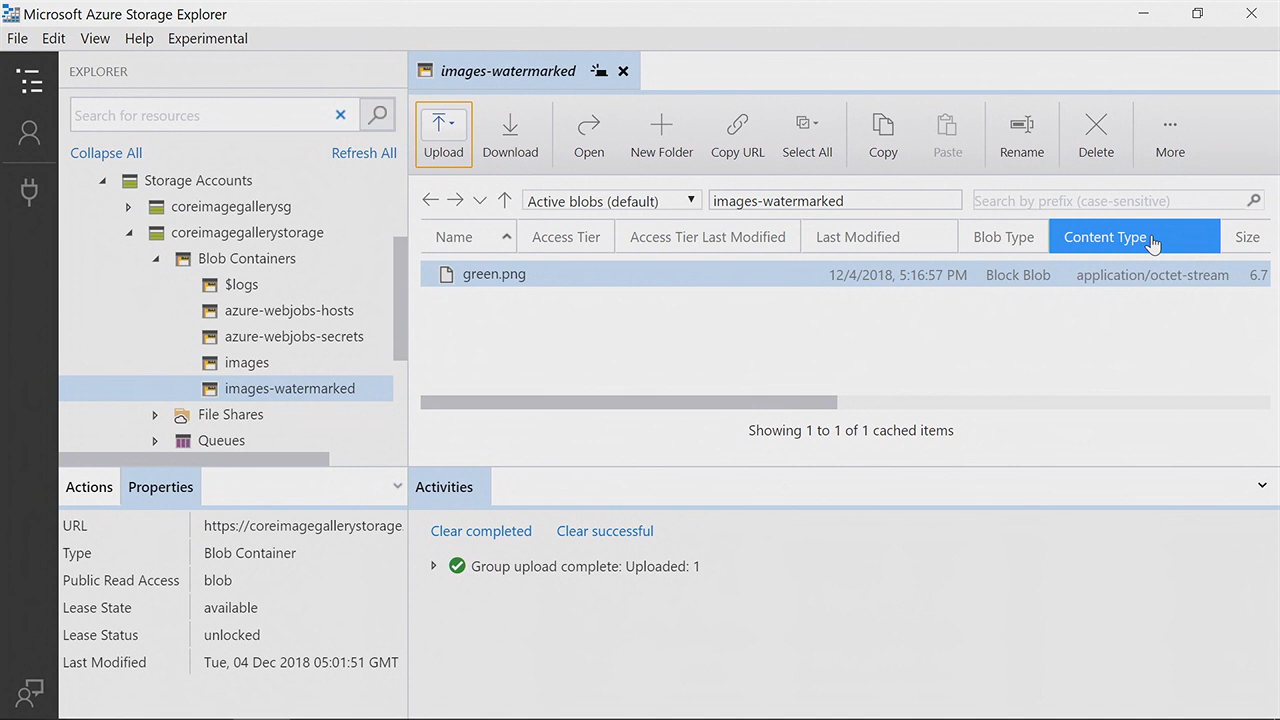 Microsoft Azure Storage Explorer
File Edit View Help Experimental
EXPLORER
Search for resources
Collapse All Refresh All
Storage Accounts
coreimagegallerysg
coreimagegallerystorage
Blob Containers
$logs
azure-webjobs-hosts
azure-webjobs-secrets
images
images-watermarked
File Shares
Queues
Actions Properties
URL https://coreimagegallerystorage.
Type Blob Container
Public Read Access blob
Lease State available
Lease Status unlocked
Last Modified Tue, 04 Dec 2018 05:01:51 GMT
images-watermarked
Upload Download Open New Folder Copy URL Select All Copy Paste Rename Delete More
Active blobs (default) images-watermarked Search by prefix (case-sensitive)
Name Access Tier Access Tier Last Modified Last Modified Blob Type Content Type Size
green.png 12/4/2018, 5:16:57 PM Block Blob application/octet-stream 6.7
Showing 1 to 1 of 1 cached items
Activities
Clear completed Clear successful
Group upload complete: Uploaded: 1